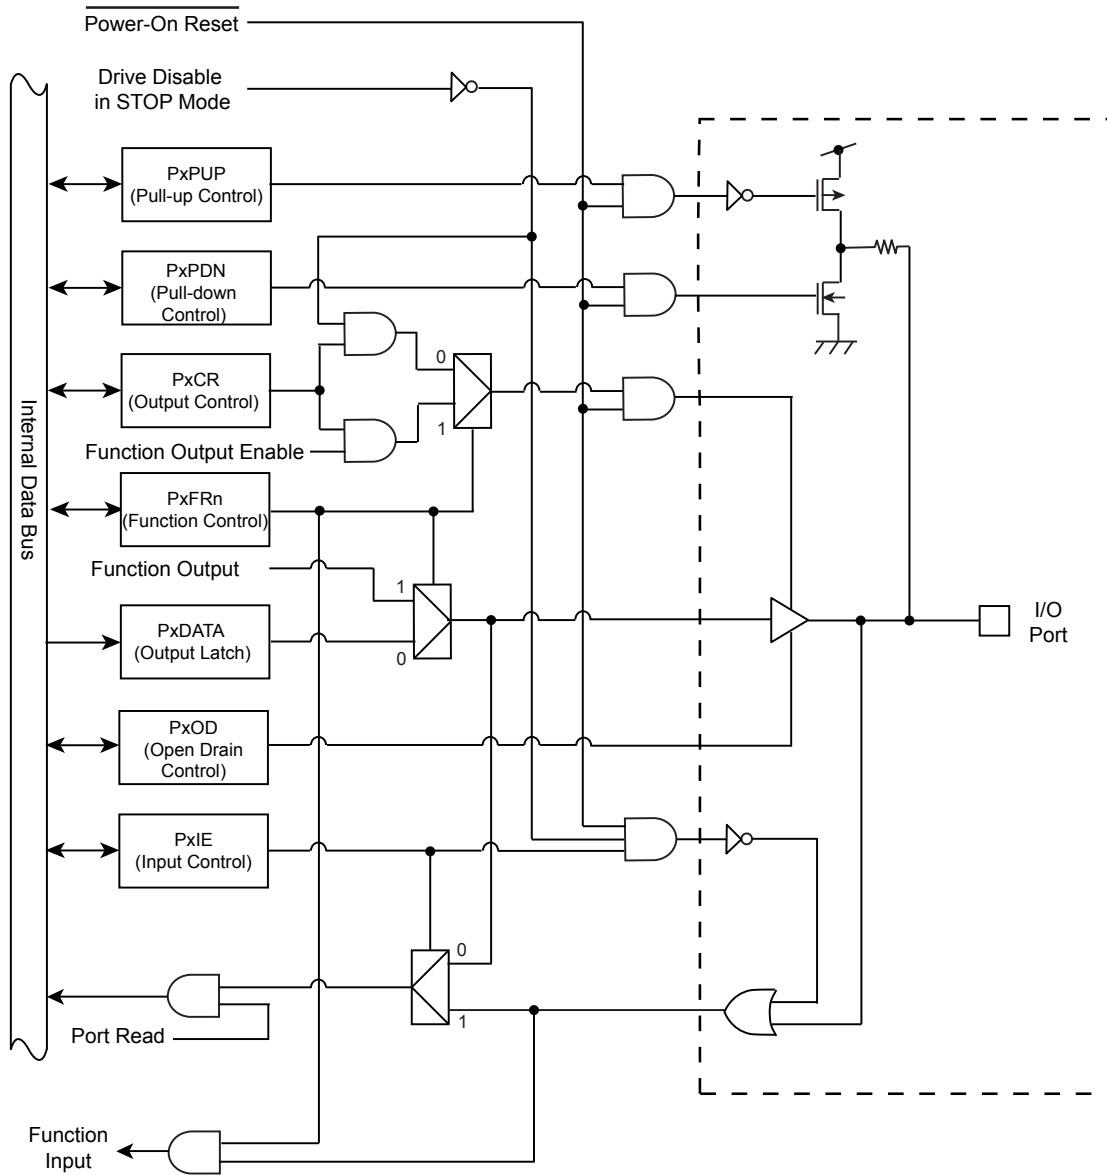 Power-On Reset
Drive Disable
in STOP Mode
PxPUP
(Pull-up Control)
PxPDN
(Pull-down
Control)
0
PxCR
(Output Control)
1
Function Output Enable
Internal Data Bus
PxFRn
(Function Control)
Function Output
1
I/O
Port
PxDATA
(Output Latch)
0
PxOD
(Open Drain
Control)
PxIE
(Input Control)
0
1
Port Read
Function
Input